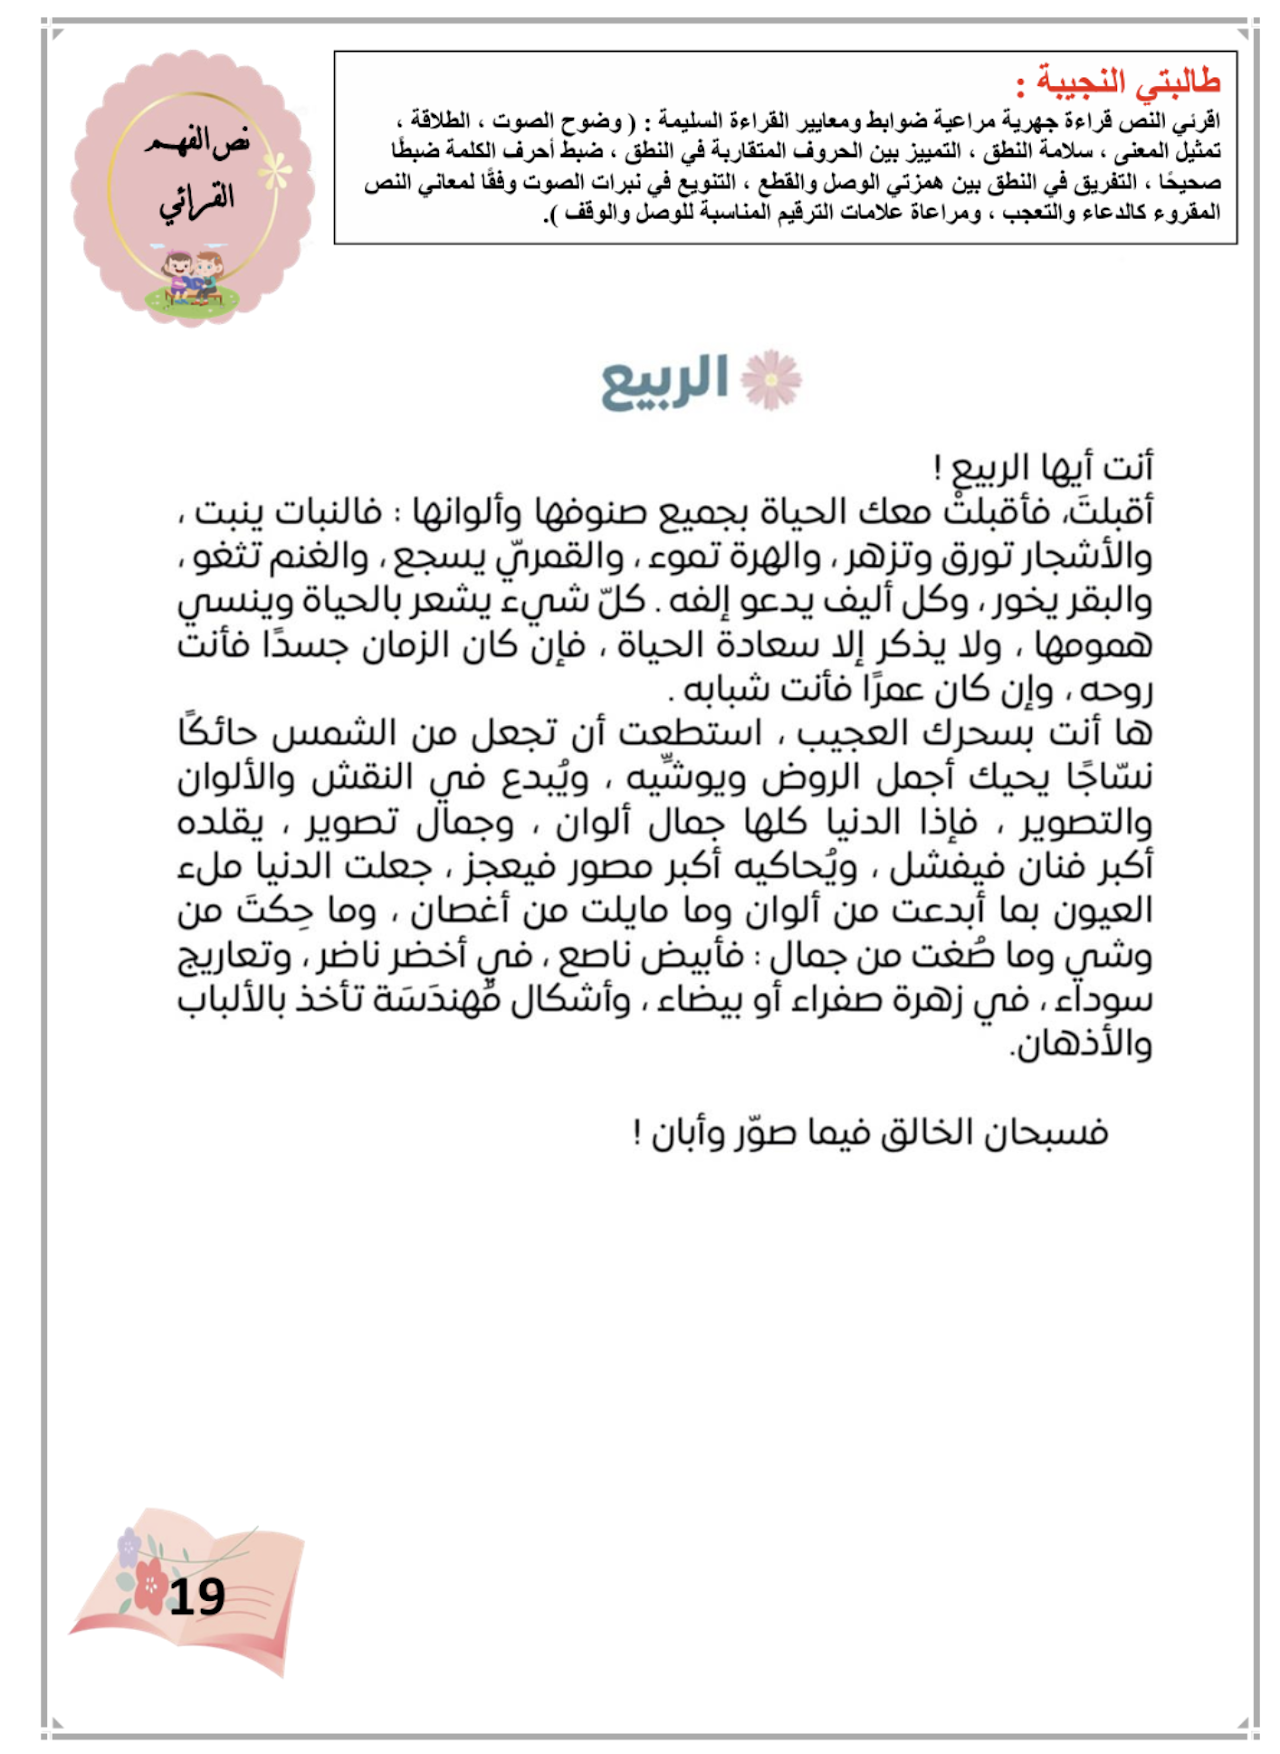 طالبتي النجيبة :
اقرئي النص قراءة جهرية مراعية ضوابط ومعايير القراءة السليمة : ( وضوح الصوت ، الطلاقة ،
تمثيل المعنى ، سلامة النطق ، التمييز بين الحروف المتقاربة في النطق ، ضبط أحرف الكلمة ضبطًا
صحيحًا ، التفريق في النطق بين همزتي الوصل والقطع ، التنويع في نبرات الصوت وفقًا لمعاني النص
المقروء كالدعاء والتعجب ، ومراعاة علامات الترقيم المناسبة للوصل والوقف ).
نص الفهم
القرائي
الربيع
أنت أيها الربيع !
أقبلتَ، فأقبلتْ معك الحياة بجميع صنوفها وألوانها : فالنبات ينبت ،
والأشجار تورق وتزهر ، والهرة تموء ، والقمريّ يسجع ، والغنم تثغو ،
والبقر يخور ، وكل أليف يدعو إلفه . كلّ شيء يشعر بالحياة وينسي
همومها ، ولا يذكر إلا سعادة الحياة ، فإن كان الزمان جسدًا فأنت
روحه ، وإن كان عمرًا فأنت شبابه .
ها أنت بسحرك العجيب ، استطعت أن تجعل من الشمس حائكًا
نسّاجًا يحيك أجمل الروض ويوشّيه ، ويُبدع في النقش والألوان
والتصوير ، فإذا الدنيا كلها جمال ألوان ، وجمال تصوير ، يقلده
أكبر فنان فيفشل ، ويُحاكيه أكبر مصور فيعجز ، جعلت الدنيا ملء
العيون بما أبدعت من ألوان وما مايلت من أغصان ، وما حِكتَ من
وشي وما صُغت من جمال : فأبيض ناصع ، في أخضر ناضر ، وتعاريج
سوداء ، في زهرة صفراء أو بيضاء ، وأشكال مُهندَسَة تأخذ بالألباب
والأذهان.
فسبحان الخالق فيما صوّر وأبان !
19